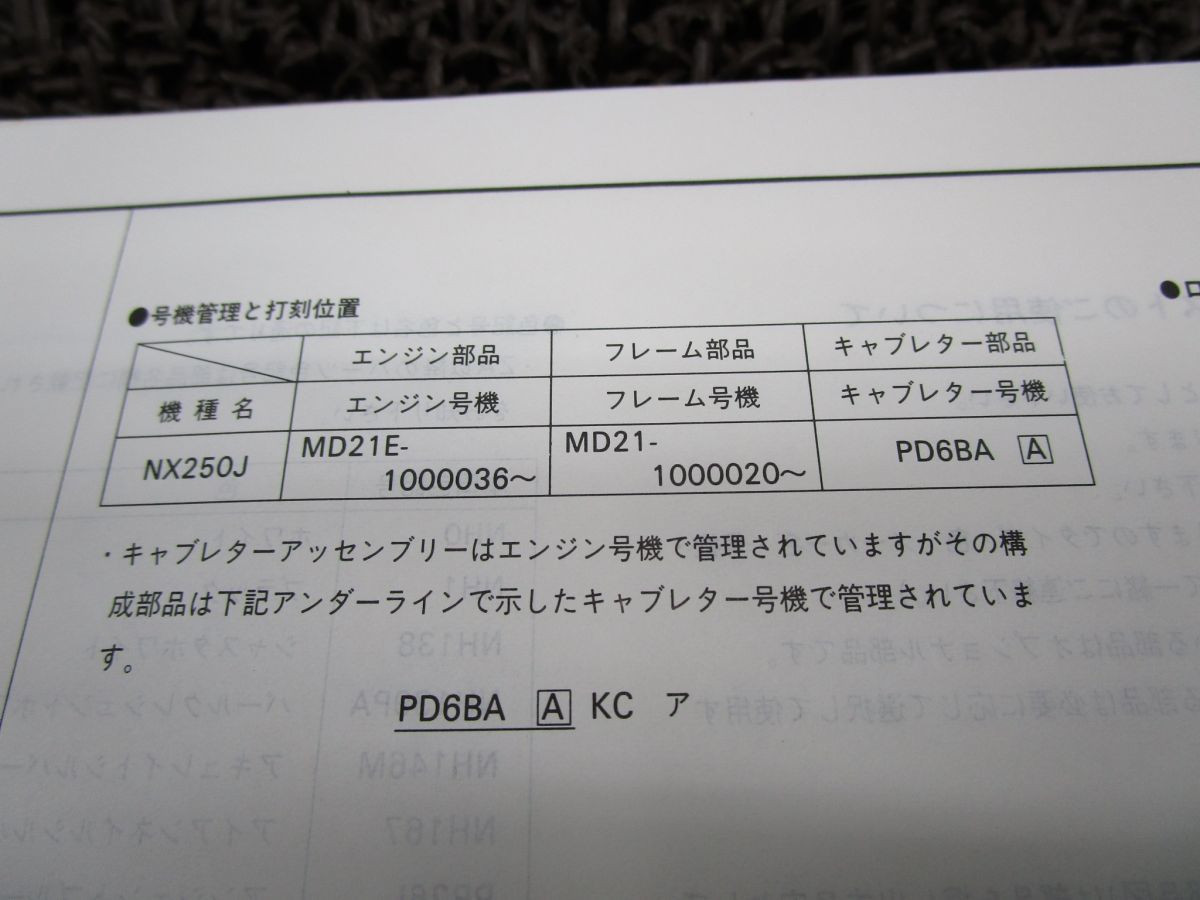 ●号機管理と打刻位置
エンジン部品 フレーム部品 キャブレター部品
機種名 エンジン号機 フレーム号機 キャブレター号機
NX250J MD21E-1000036～ MD21-1000020～ PD6BA A
・キャブレターアッセンブリーはエンジン号機で管理されていますがその構
成部品は下記アンダーラインで示したキャブレター号機で管理されていま
す。
PD6BA A KC ア